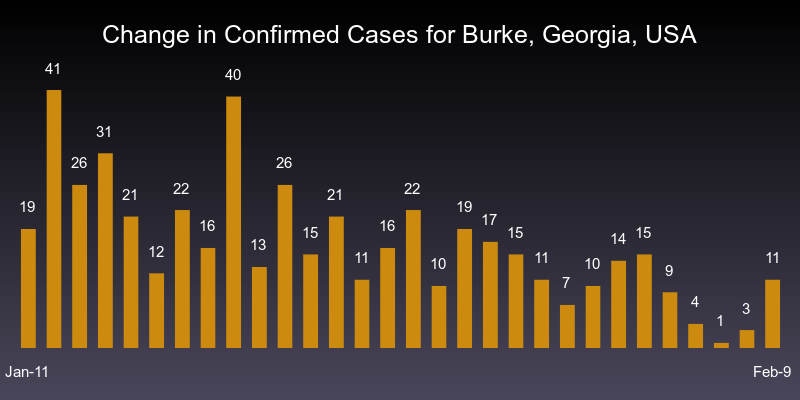 Change in Confirmed Cases for Burke, Georgia, USA
19 41 26 31 21 12 22 16 40 13 26 15 21 11 16 22 10 19 17 15 11 7 10 14 15 9 4 1 3 11
Jan-11 Feb-9